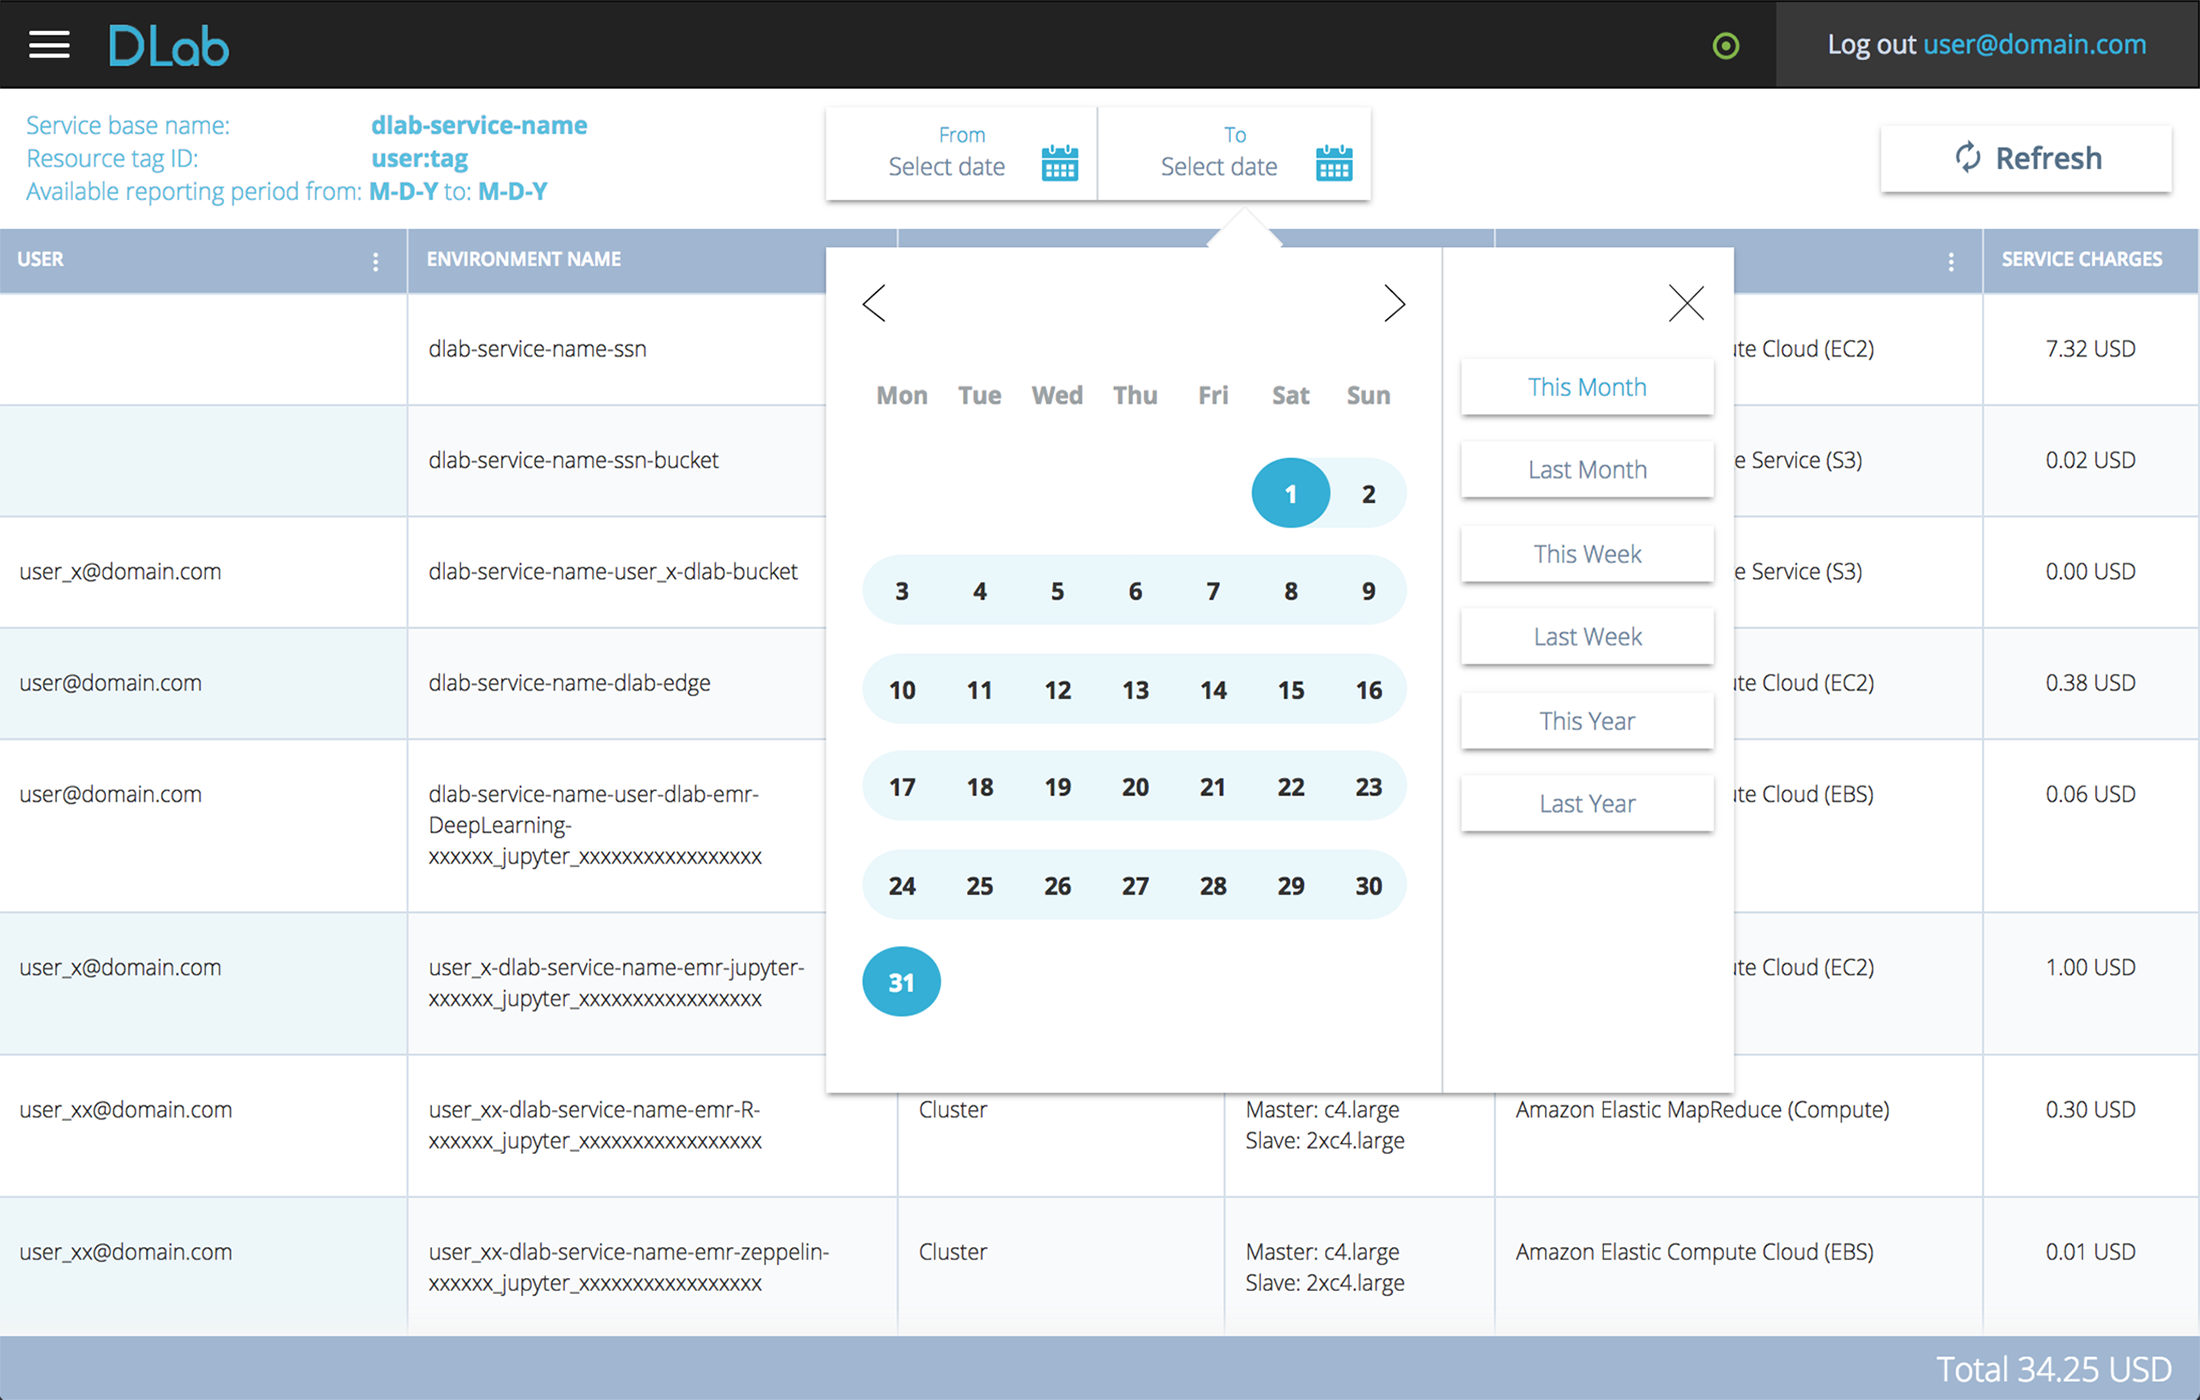 DLab
Log out user@domain.com
Service base name: dlab-service-name
Resource tag ID: user:tag
Available reporting period from: M-D-Y to: M-D-Y
From
Select date
To
Select date
Refresh
USER
ENVIRONMENT NAME
SERVICE CHARGES
Mon Tue Wed Thu Fri Sat Sun
1 2
3 4 5 6 7 8 9
10 11 12 13 14 15 16
17 18 19 20 21 22 23
24 25 26 27 28 29 30
31
This Month
Last Month
This Week
Last Week
This Year
Last Year
dlab-service-name-ssn
Cloud (EC2)
7.32 USD
dlab-service-name-ssn-bucket
Service (S3)
0.02 USD
user_x@domain.com
dlab-service-name-user_x-dlab-bucket
Service (S3)
0.00 USD
user@domain.com
dlab-service-name-dlab-edge
Cloud (EC2)
0.38 USD
user@domain.com
dlab-service-name-user-dlab-emr-
DeepLearning-
xxxxxx_jupyter_xxxxxxxxxxxxxxxxx
Cloud (EBS)
0.06 USD
user_x@domain.com
user_x-dlab-service-name-emr-jupyter-
xxxxxx_jupyter_xxxxxxxxxxxxxxxxx
Cloud (EC2)
1.00 USD
user_xx@domain.com
user_xx-dlab-service-name-emr-R-
xxxxxx_jupyter_xxxxxxxxxxxxxxxxx
Cluster
Master: c4.large
Slave: 2xc4.large
Amazon Elastic MapReduce (Compute)
0.30 USD
user_xx@domain.com
user_xx-dlab-service-name-emr-zeppelin-
xxxxxx_jupyter_xxxxxxxxxxxxxxxxx
Cluster
Master: c4.large
Slave: 2xc4.large
Amazon Elastic Compute Cloud (EBS)
0.01 USD
Total 34.25 USD